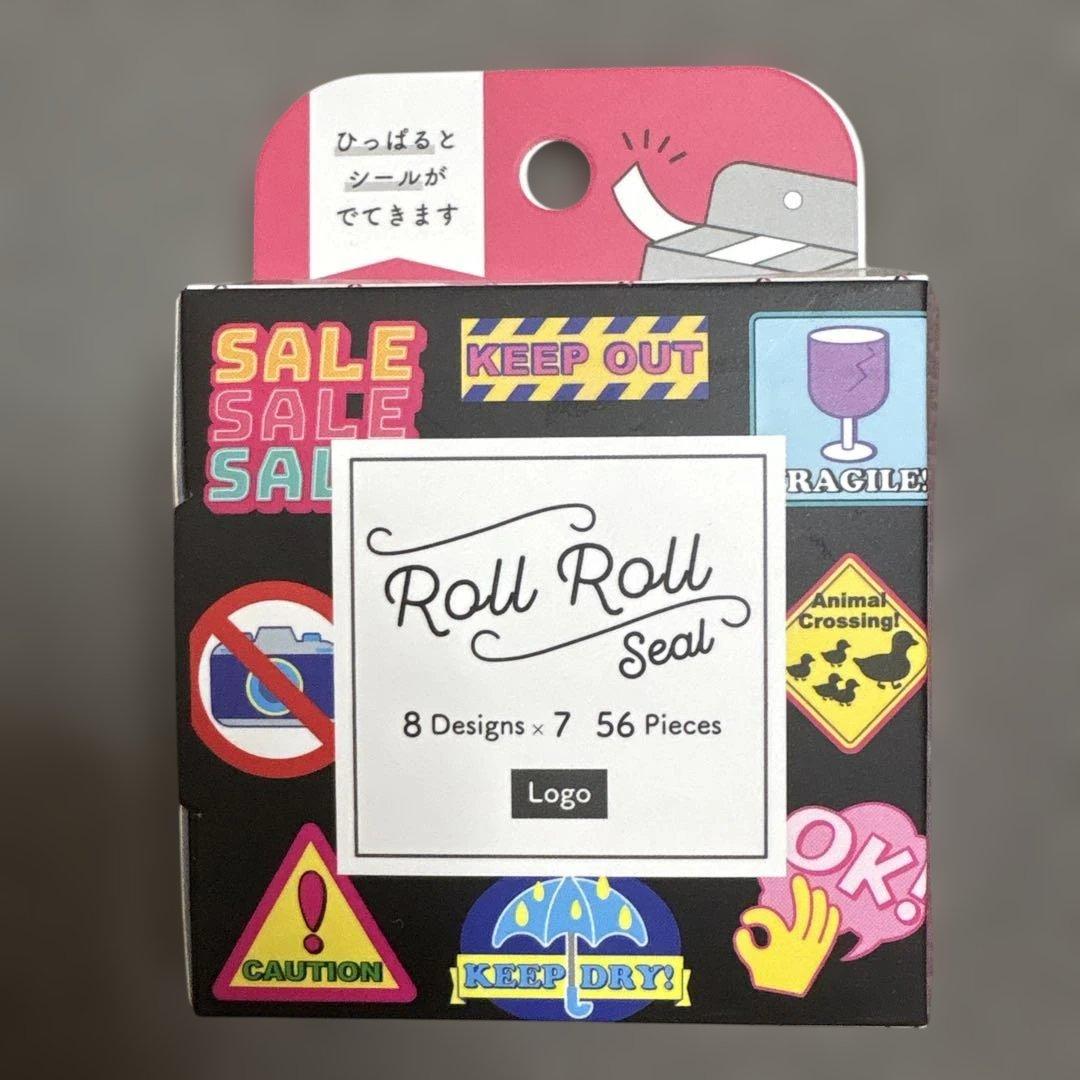 ひっぱると
シールが
でてきます
SALE
SALE
SAL
KEEP OUT
FRAGILE!
Roll Roll
Seal
8 Designs × 7 56 Pieces
Logo
Animal
Crossing!
CAUTION
KEEP DRY!
OK!